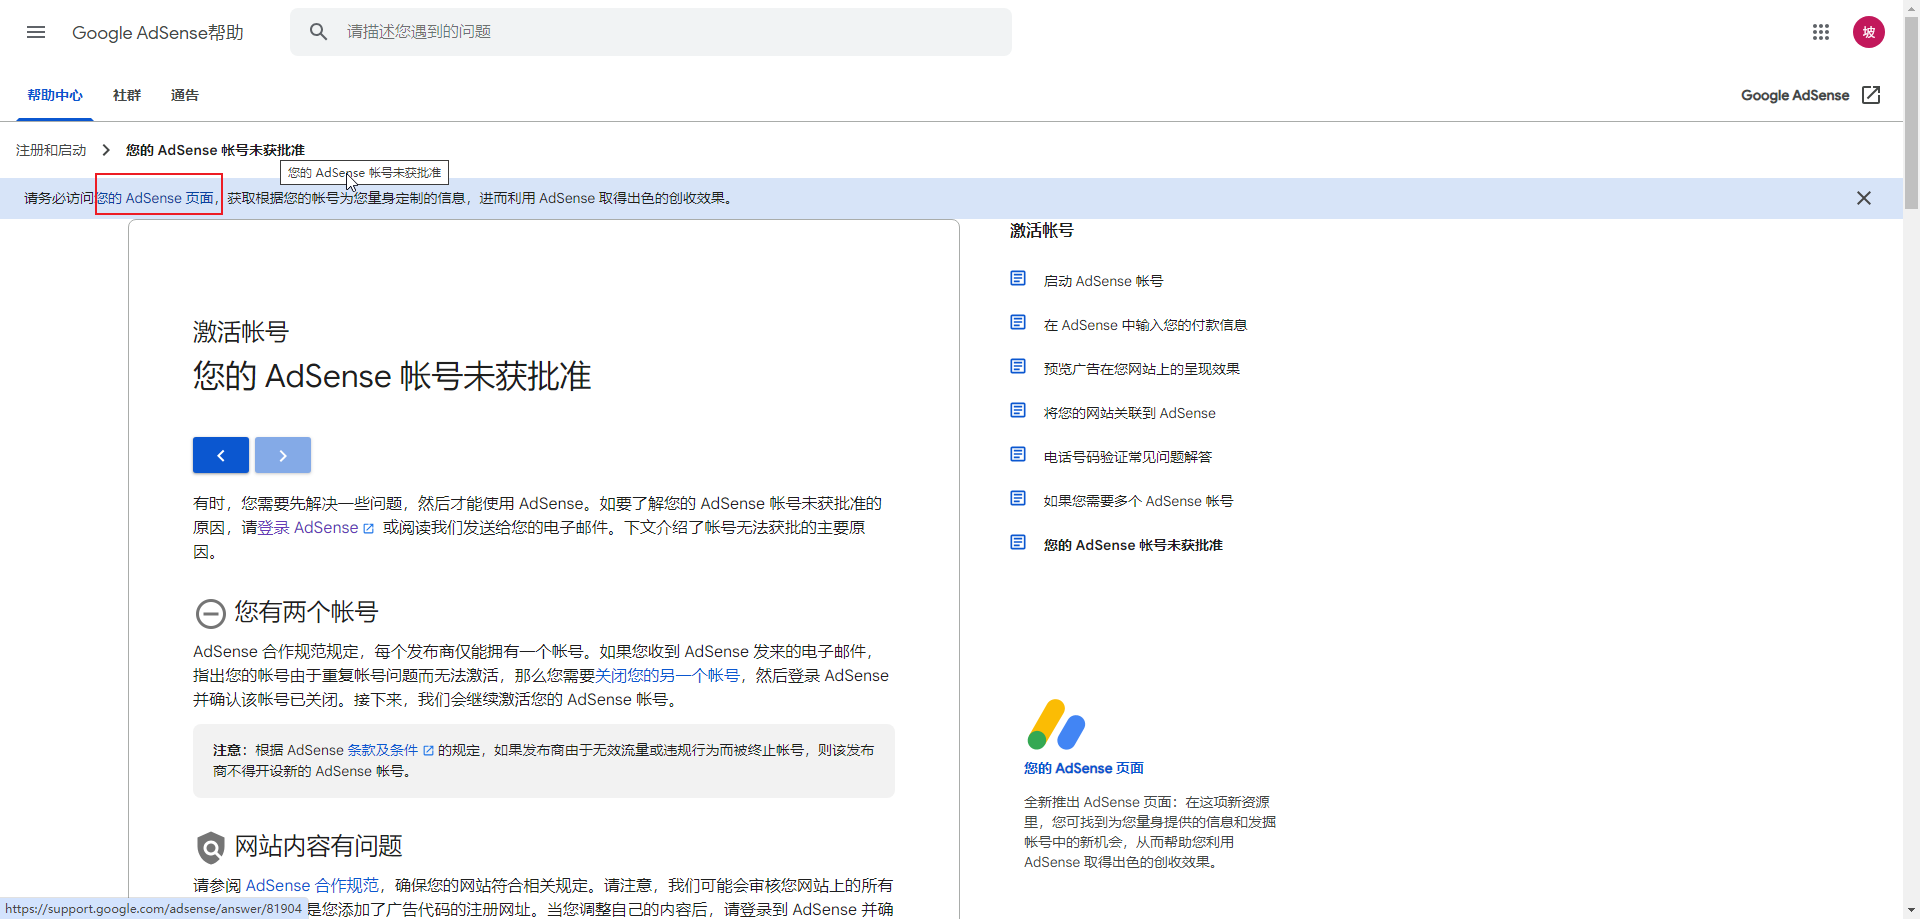 Google AdSense帮助
请描述您遇到的问题
坡
帮助中心
社群
通告
Google AdSense
注册和启动
您的 AdSense 帐号未获批准
您的 AdSense 帐号未获批准
请务必访问您的 AdSense 页面，获取根据您的帐号为您量身定制的信息，进而利用 AdSense 取得出色的创收效果。
激活帐号
您的 AdSense 帐号未获批准
有时，您需要先解决一些问题，然后才能使用 AdSense。如要了解您的 AdSense 帐号未获批准的
原因，请登录 AdSense 或阅读我们发送给您的电子邮件。下文介绍了帐号无法获批的主要原
因。
您有两个帐号
AdSense 合作规范规定，每个发布商仅能拥有一个帐号。如果您收到 AdSense 发来的电子邮件，
指出您的帐号由于重复帐号问题而无法激活，那么您需要关闭您的另一个帐号，然后登录 AdSense
并确认该帐号已关闭。接下来，我们会继续激活您的 AdSense 帐号。
注意：根据 AdSense 条款及条件 的规定，如果发布商由于无效流量或违规行为而被终止帐号，则该发布
商不得开设新的 AdSense 帐号。
网站内容有问题
请参阅 AdSense 合作规范，确保您的网站符合相关规定。请注意，我们可能会审核您网站上的所有
是您添加了广告代码的注册网址。当您调整自己的内容后，请登录到 AdSense 并确
https://support.google.com/adsense/answer/81904
激活帐号
启动 AdSense 帐号
在 AdSense 中输入您的付款信息
预览广告在您网站上的呈现效果
将您的网站关联到 AdSense
电话号码验证常见问题解答
如果您需要多个 AdSense 帐号
您的 AdSense 帐号未获批准
您的 AdSense 页面
全新推出 AdSense 页面：在这项新资源
里，您可找到为您量身提供的信息和发掘
帐号中的新机会，从而帮助您利用
AdSense 取得出色的创收效果。